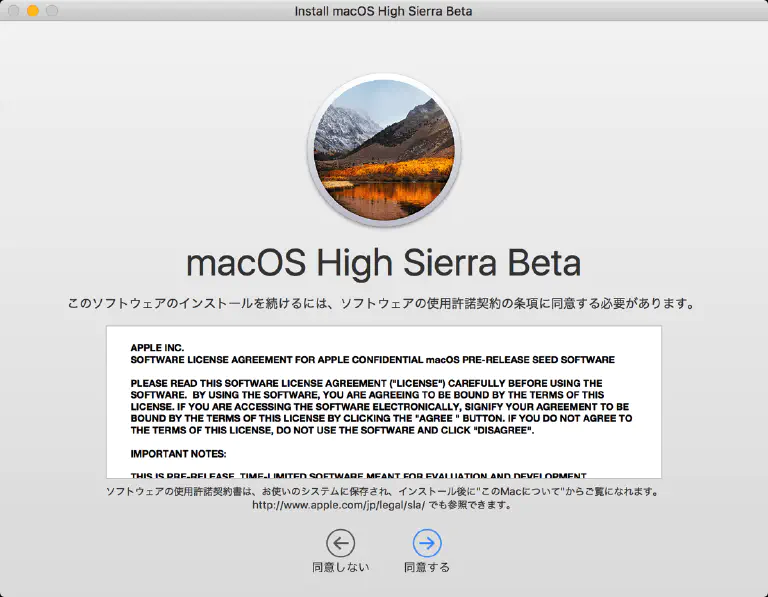 Install macOS High Sierra Beta
macOS High Sierra Beta
このソフトウェアのインストールを続けるには、ソフトウェアの使用許諾契約の条項に同意する必要があります。
APPLE INC.
SOFTWARE LICENSE AGREEMENT FOR APPLE CONFIDENTIAL macOS PRE-RELEASE SEED SOFTWARE
PLEASE READ THIS SOFTWARE LICENSE AGREEMENT ("LICENSE") CAREFULLY BEFORE USING THE
SOFTWARE.  BY USING THE SOFTWARE, YOU ARE AGREEING TO BE BOUND BY THE TERMS OF THIS
LICENSE. IF YOU ARE ACCESSING THE SOFTWARE ELECTRONICALLY, SIGNIFY YOUR AGREEMENT TO BE
BOUND BY THE TERMS OF THIS LICENSE BY CLICKING THE "AGREE " BUTTON. IF YOU DO NOT AGREE TO
THE TERMS OF THIS LICENSE, DO NOT USE THE SOFTWARE AND CLICK "DISAGREE".
IMPORTANT NOTES:
THIS IS PRE-RELEASE, TIME-LIMITED SOFTWARE MEANT FOR EVALUATION AND DEVELOPMENT
ソフトウェアの使用許諾契約書は、お使いのシステムに保存され、インストール後に"このMacについて"からご覧になれます。
http://www.apple.com/jp/legal/sla/ でも参照できます。
同意しない
同意する